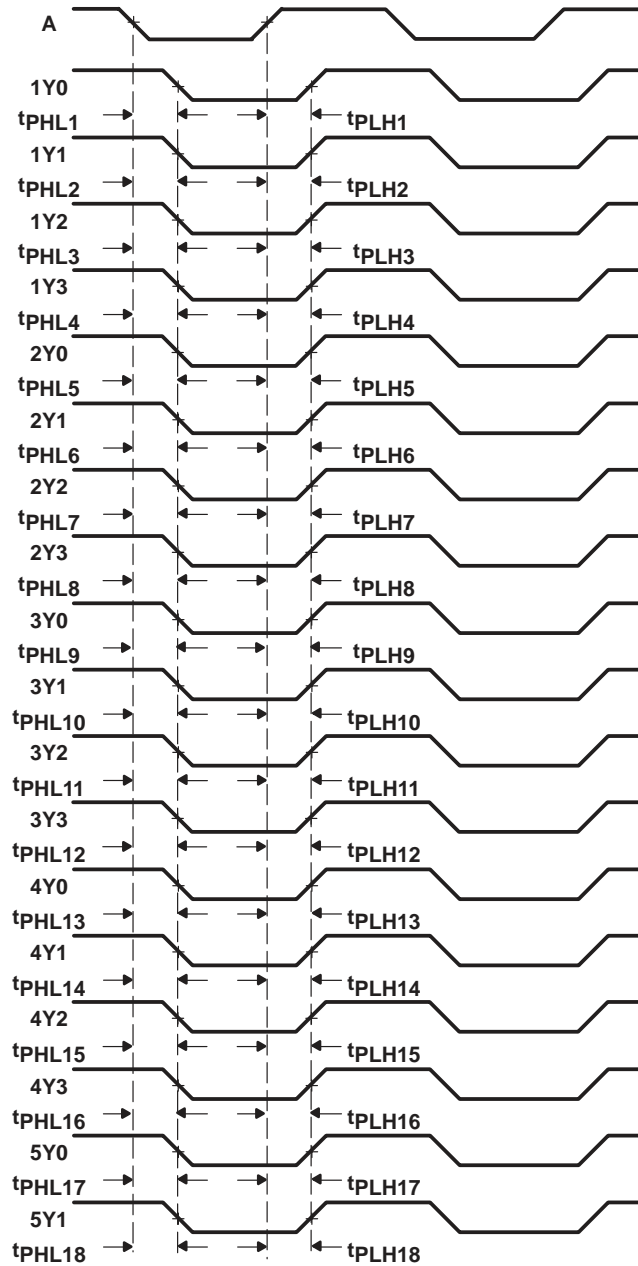 A
1Y0
tPHL1 tPLH1
1Y1
tPHL2 tPLH2
1Y2
tPHL3 tPLH3
1Y3
tPHL4 tPLH4
2Y0
tPHL5 tPLH5
2Y1
tPHL6 tPLH6
2Y2
tPHL7 tPLH7
2Y3
tPHL8 tPLH8
3Y0
tPHL9 tPLH9
3Y1
tPHL10 tPLH10
3Y2
tPHL11 tPLH11
3Y3
tPHL12 tPLH12
4Y0
tPHL13 tPLH13
4Y1
tPHL14 tPLH14
4Y2
tPHL15 tPLH15
4Y3
tPHL16 tPLH16
5Y0
tPHL17 tPLH17
5Y1
tPHL18 tPLH18